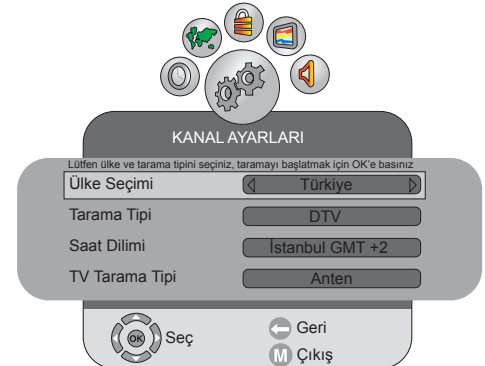 KANAL AYARLARI
Lütfen ülke ve tarama tipini seçiniz, taramayı başlatmak için OK'e basınız
Ülke Seçimi Türkiye
Tarama Tipi DTV
Saat Dilimi İstanbul GMT +2
TV Tarama Tipi Anten
OK Seç Geri
M Çıkış